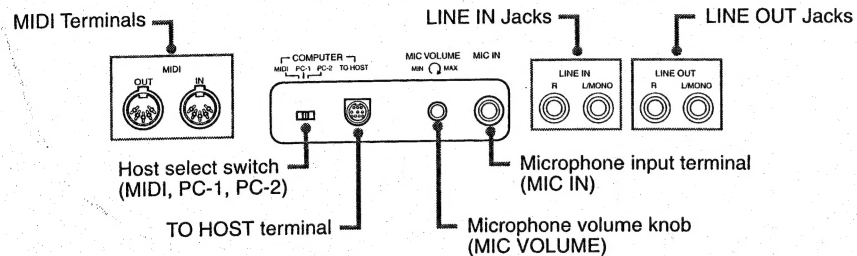 MIDI Terminals
LINE IN Jacks
LINE OUT Jacks
MIDI
OUT
IN
COMPUTER
MIDI PC-1 PC-2 TO HOST
MIC VOLUME
MIN MAX
MIC IN
LINE IN
R L/MONO
LINE OUT
R L/MONO
Host select switch
(MIDI, PC-1, PC-2)
TO HOST terminal
Microphone input terminal
(MIC IN)
Microphone volume knob
(MIC VOLUME)